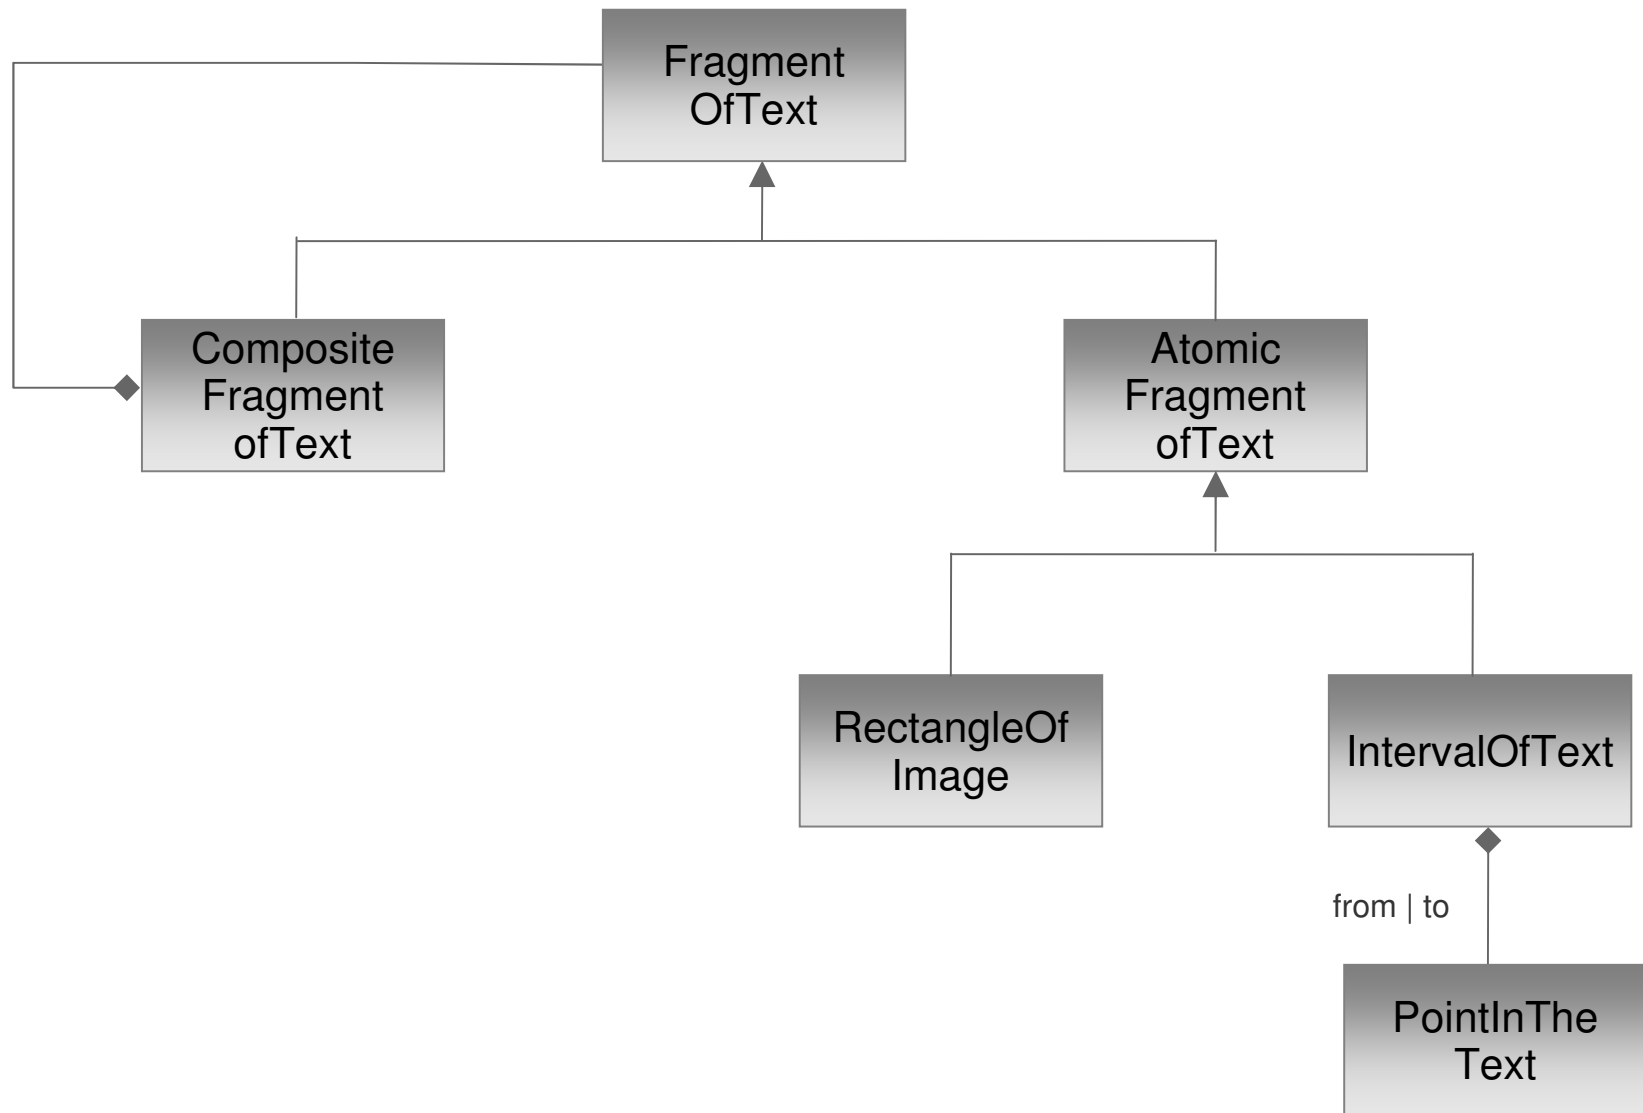 Fragment
OfText
Composite
Fragment
ofText
Atomic
Fragment
ofText
RectangleOf
Image
IntervalOfText
from | to
PointInThe
Text